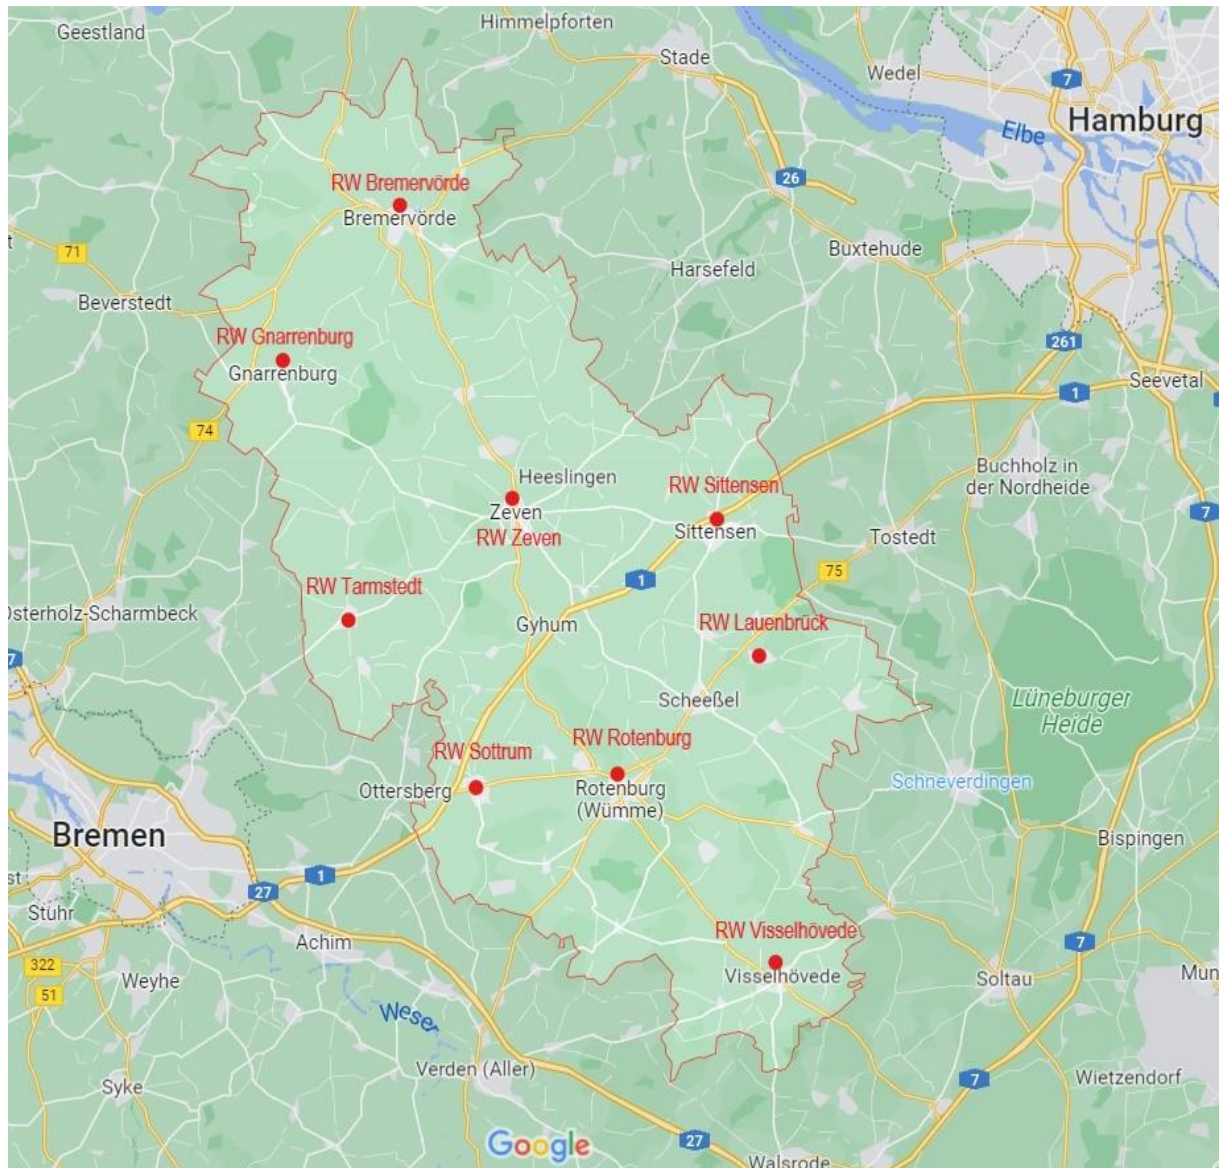 Geestland
Himmelpforten
Stade
Wedel
7
Hamburg
Elbe
26
RW Bremervörde
Bremervörde
71
Buxtehude
Harsefeld
Beverstedt
RW Gnarrenburg
Gnarrenburg
261
Seevetal
1
74
Heeslingen
Buchholz in
der Nordheide
RW Sittensen
Zeven
7
RW Zeven
Sittensen
Tostedt
75
1
RW Tarmstedt
Osterholz-Scharmbeck
Gyhum
RW Lauenbrück
7
Scheeßel
Lüneburger
Heide
RW Sottrum
RW Rotenburg
Ottersberg
Rotenburg
(Wümme)
Schneverdingen
Bremen
Bispingen
1
27
Stuhr
Achim
RW Visselhövede
7
322
Weyhe
Visselhövede
Soltau
Mun
51
Weser
Verden (Aller)
Syke
7
Wietzendorf
Google
27
Walsrode